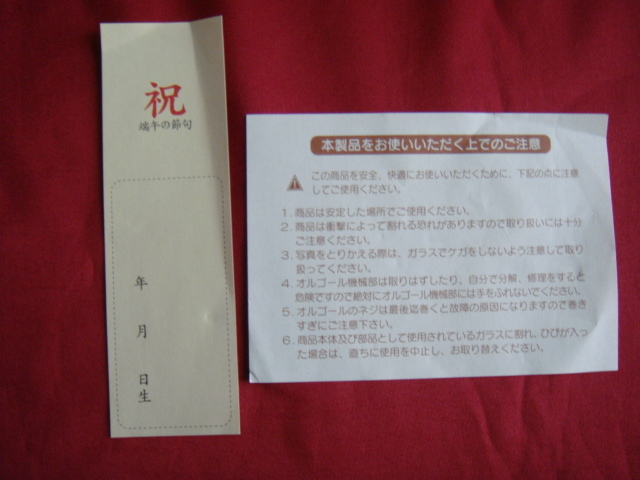 祝
端午の節句
年
月
日生
本製品をお使いいただく上でのご注意
この商品を安全、快適にお使いいただくために、下記の点に注意
してご使用ください。
1. 商品は安定した場所でご使用ください。
2. 商品は衝撃によって割れる恐れがありますので取り扱いには十分
ご注意ください。
3. 写真をとりかえる際は、ガラスでケガをしないよう注意して取り
扱ってください。
4. オルゴール機械部は取りはずしたり、自分で分解、修理をすると
危険ですので絶対にオルゴール機械部には手をふれないでください。
5. オルゴールのネジは最後迄巻くと故障の原因になりますので巻き
すぎにご注意下さい。
6. 商品本体及び部品として使用されているガラスに割れ、ひびが入っ
た場合は、直ちに使用を中止し、お取り替えください。